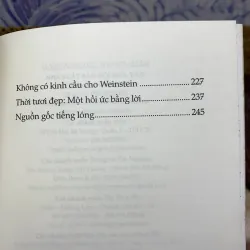 Không có kinh cầu cho Weinstein ........................ 227
Thời tươi đẹp: Một hồi ức bằng lời ........................ 237
Nguồn gốc tiếng lóng ........................ 245